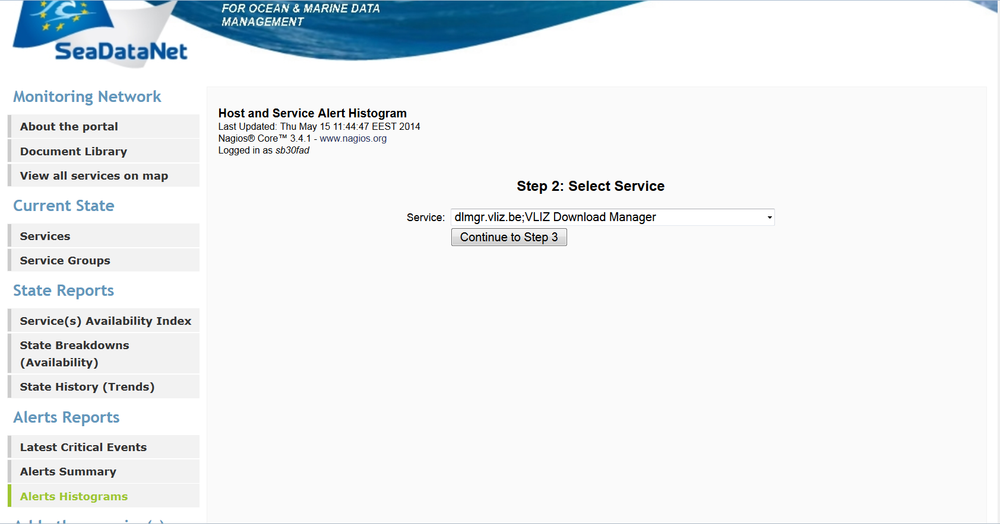 FOR OCEAN & MARINE DATA
MANAGEMENT
SeaDataNet
Monitoring Network
About the portal
Document Library
View all services on map
Current State
Services
Service Groups
State Reports
Service(s) Availability Index
State Breakdowns
(Availability)
State History (Trends)
Alerts Reports
Latest Critical Events
Alerts Summary
Alerts Histograms
Host and Service Alert Histogram
Last Updated: Thu May 15 11:44:47 EEST 2014
Nagios® Core™ 3.4.1 - www.nagios.org
Logged in as sb30fad
Step 2: Select Service
Service: dlmgr.vliz.be;VLIZ Download Manager
Continue to Step 3